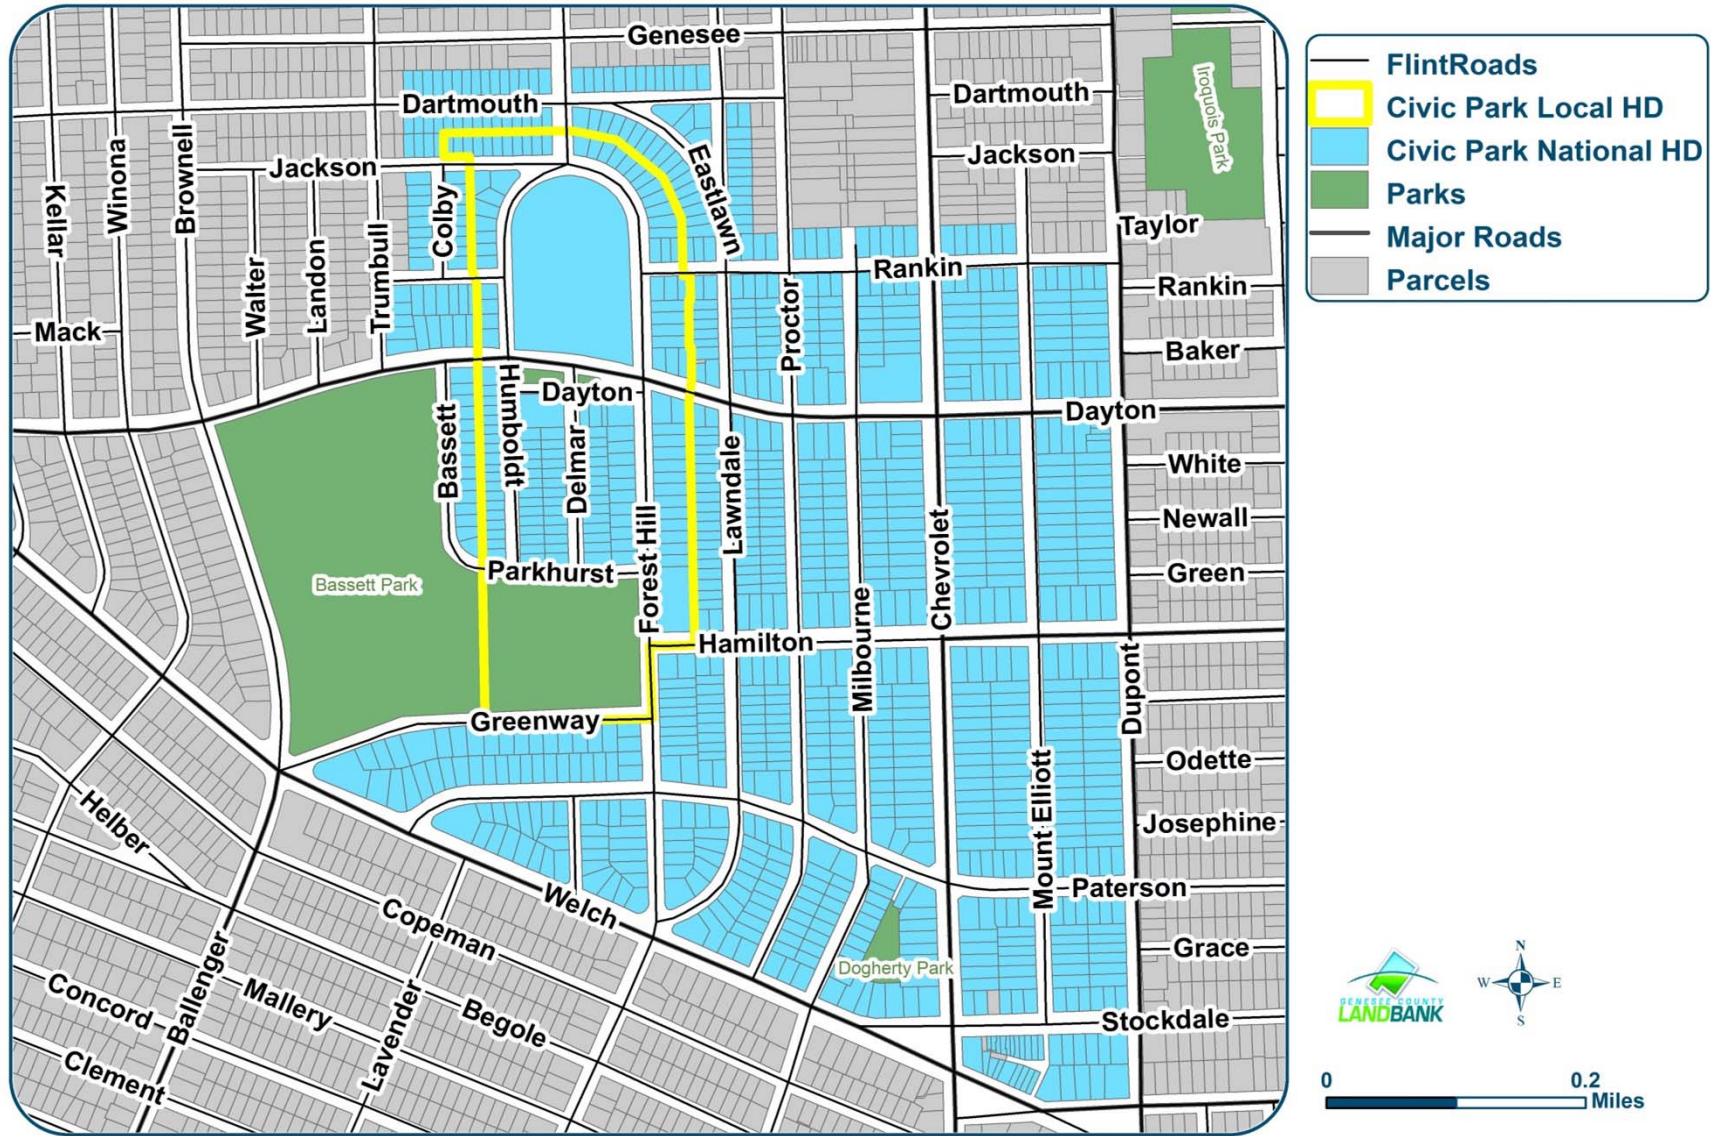 Genesee
Dartmouth
Dartmouth
Iroquois Park
Jackson
Jackson
Eastlawn
Kellar
Winona
Brownell
Colby
Taylor
Walter
Landon
Trumbull
Rankin
Rankin
Proctor
Mack
Baker
Humboldt
Dayton
Dayton
Bassett
Delmar
Lawndale
White
Newall
Chevrolet
Forest Hill
Parkhurst
Green
Bassett Park
Milbourne
Hamilton
Dupont
Greenway
Odette
Mount Elliott
Helber
Josephine
Paterson
Welch
Copeman
Grace
Ballenger
Dogherty Park
Concord
Mallery
Lavender
Begole
Stockdale
Clement
FlintRoads
Civic Park Local HD
Civic Park National HD
Parks
Major Roads
Parcels
GENESEE COUNTY
LANDBANK
N
W E
S
0 0.2
Miles